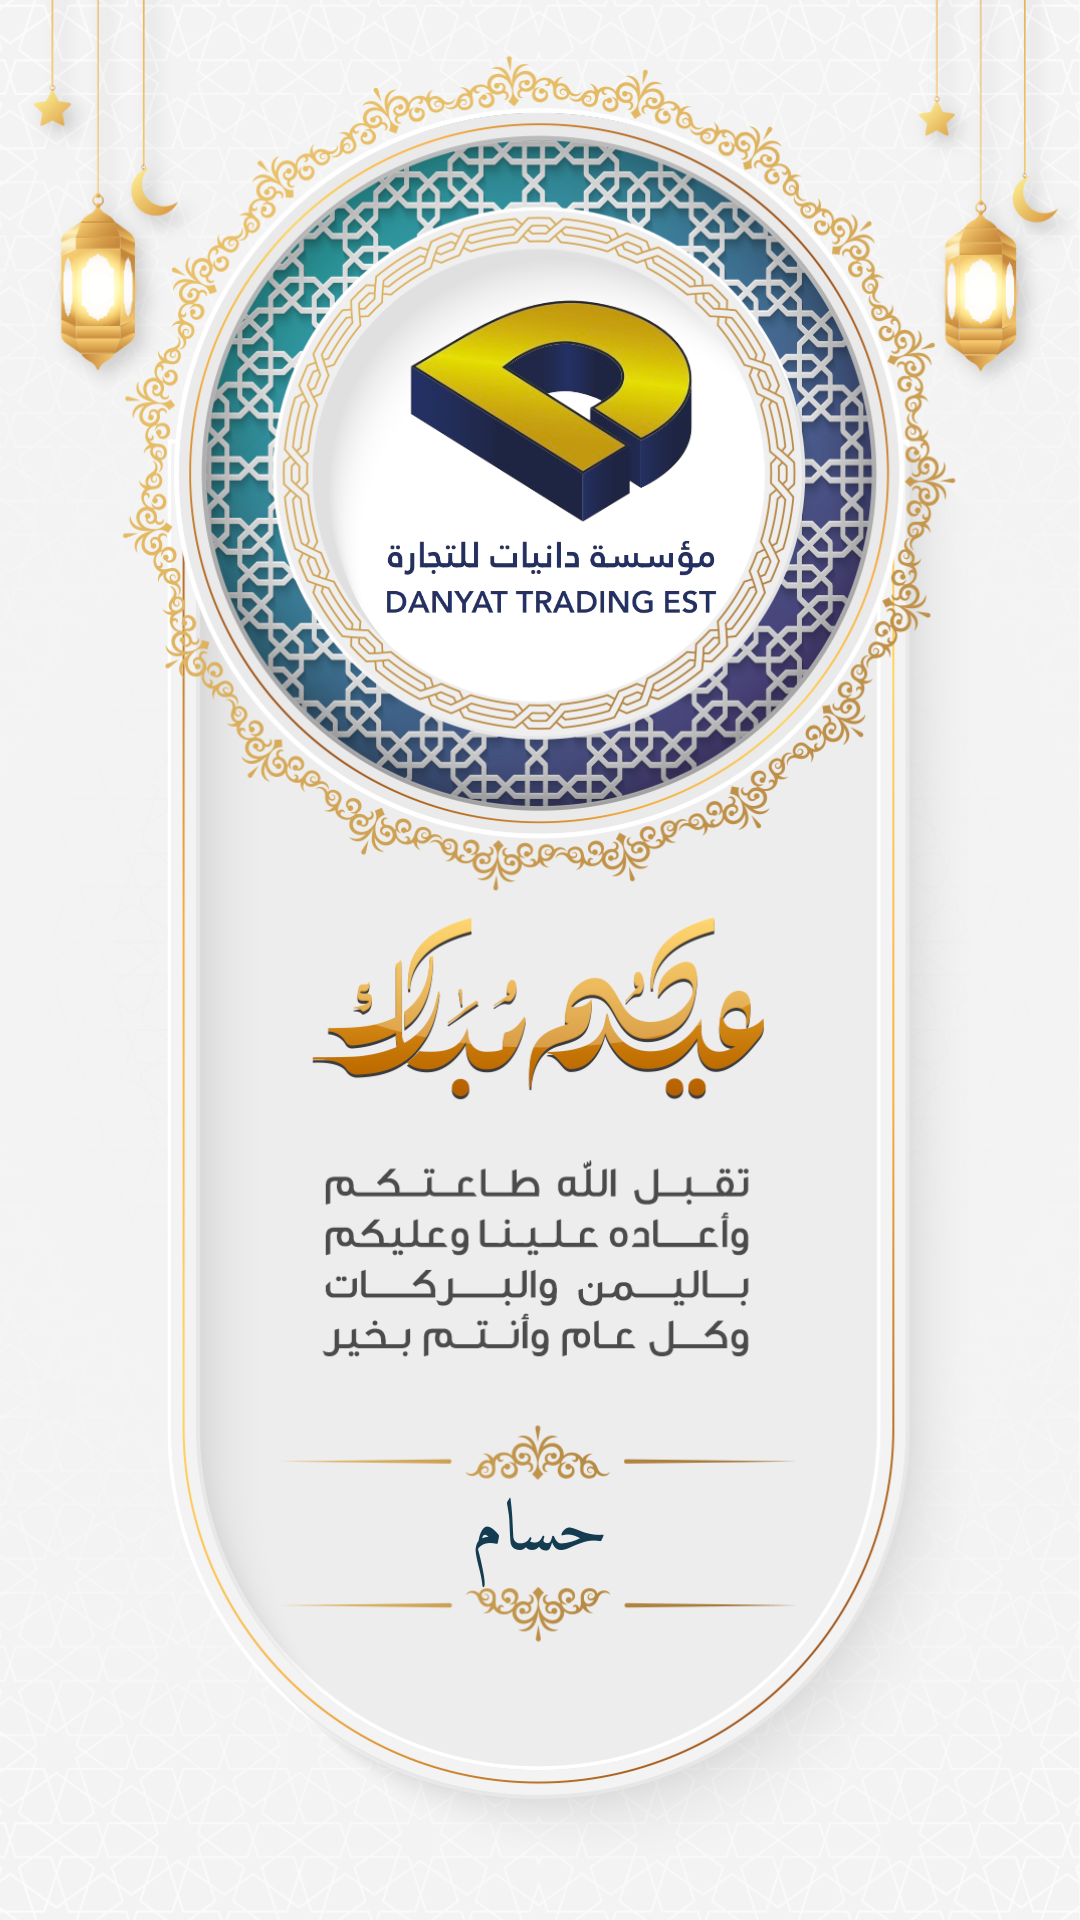 مؤسسة دانيات للتجارة
DANYAT TRADING EST
عيدكم مُبَارك
تقبل الله طاعتكم
وأعاده علينا وعليكم
باليمن والبركات
وكل عام وأنتم بخير
حسام